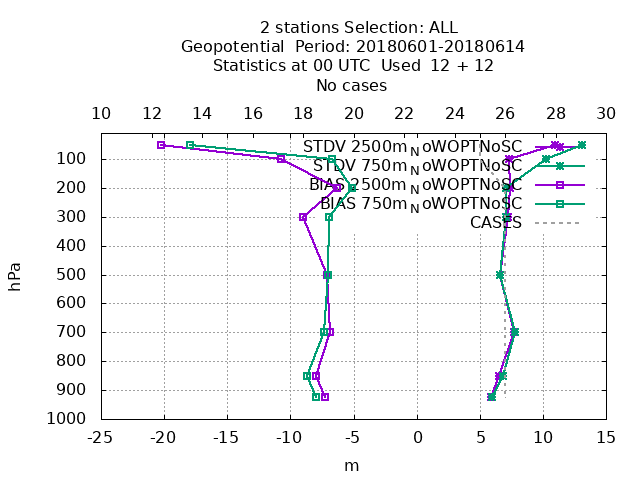 2 stations Selection: ALL
Geopotential  Period: 20180601-20180614
Statistics at 00 UTC  Used  12 + 12
No cases
10 12 14 16 18 20 22 24 26 28 30
STDV 2500m_NoWOPTNoSC
STDV 750m_NoWOPTNoSC
BIAS 2500m_NoWOPTNoSC
BIAS 750m_NoWOPTNoSC
CASES
hPa
100
200
300
400
500
600
700
800
900
1000
-25 -20 -15 -10 -5 0 5 10 15
m